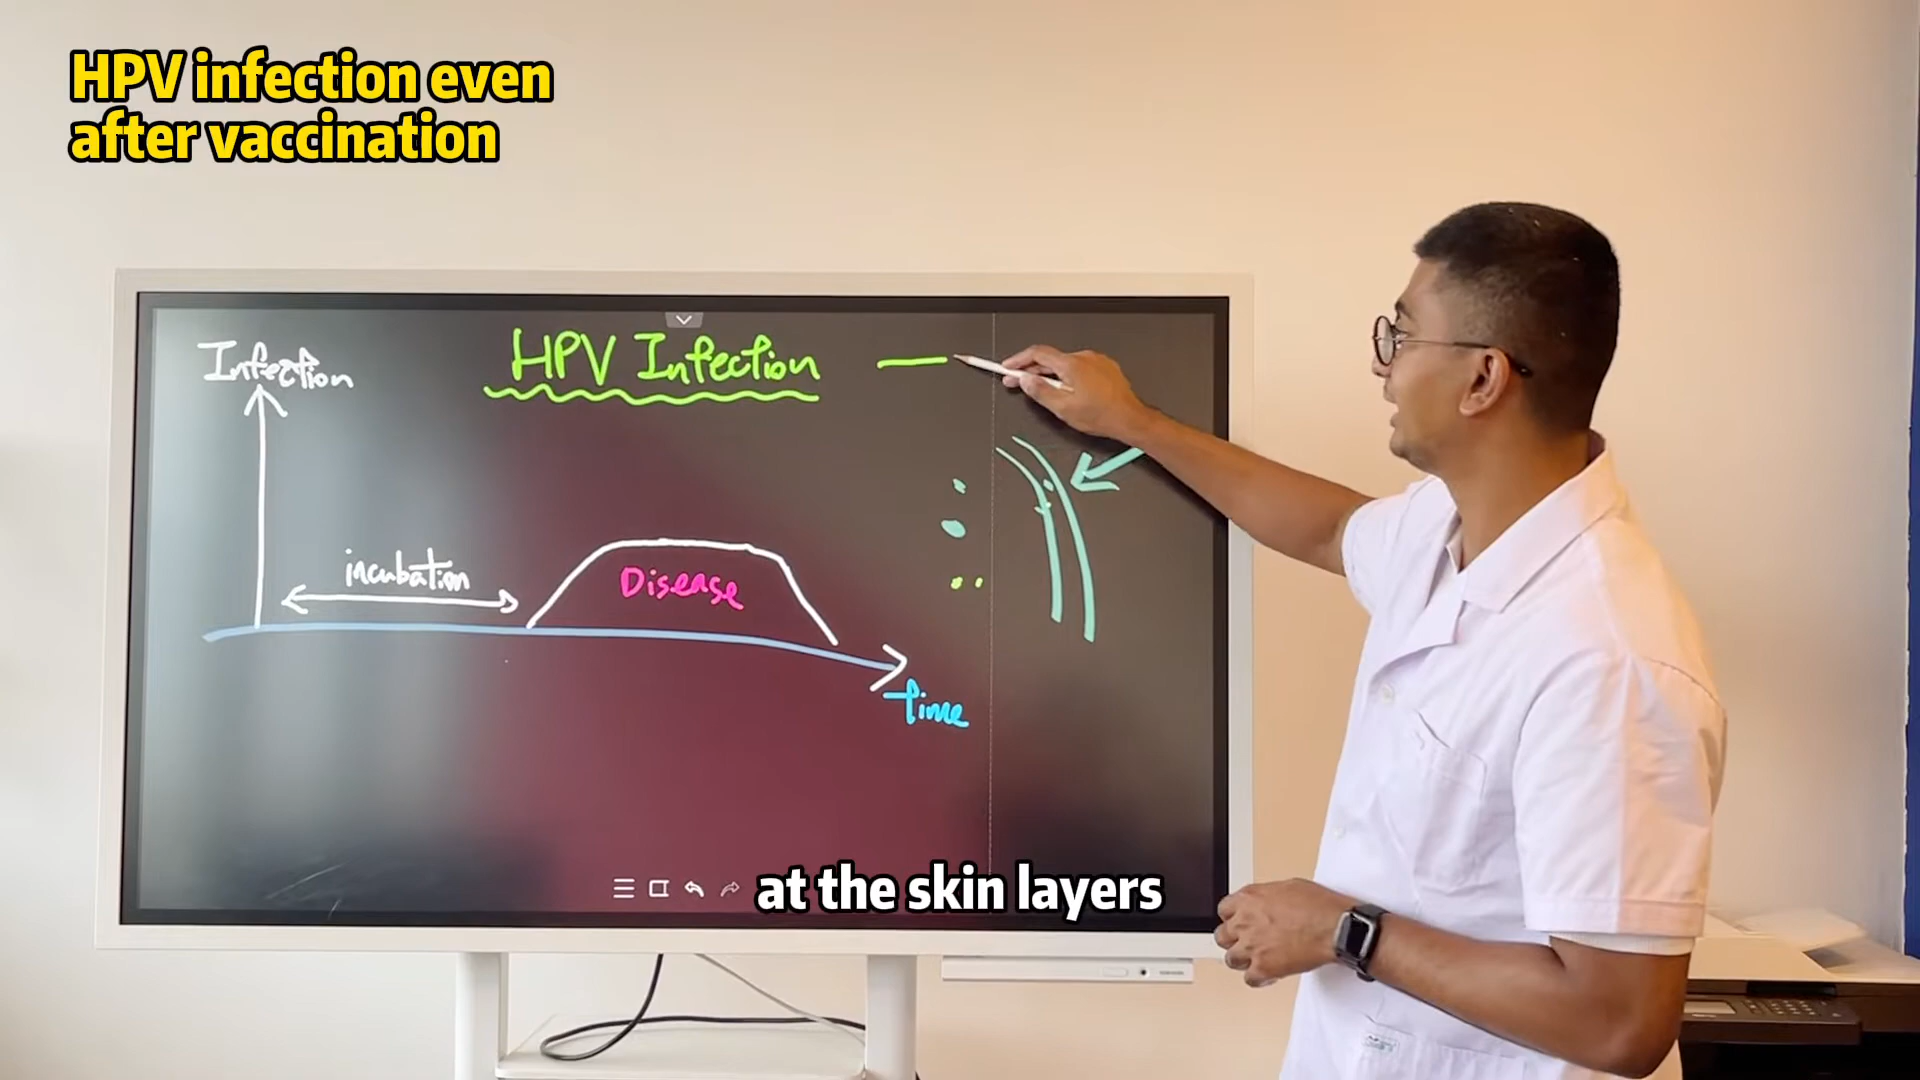 HPV infection even
after vaccination
Infection
HPV Infection
incubation
Disease
time
at the skin layers